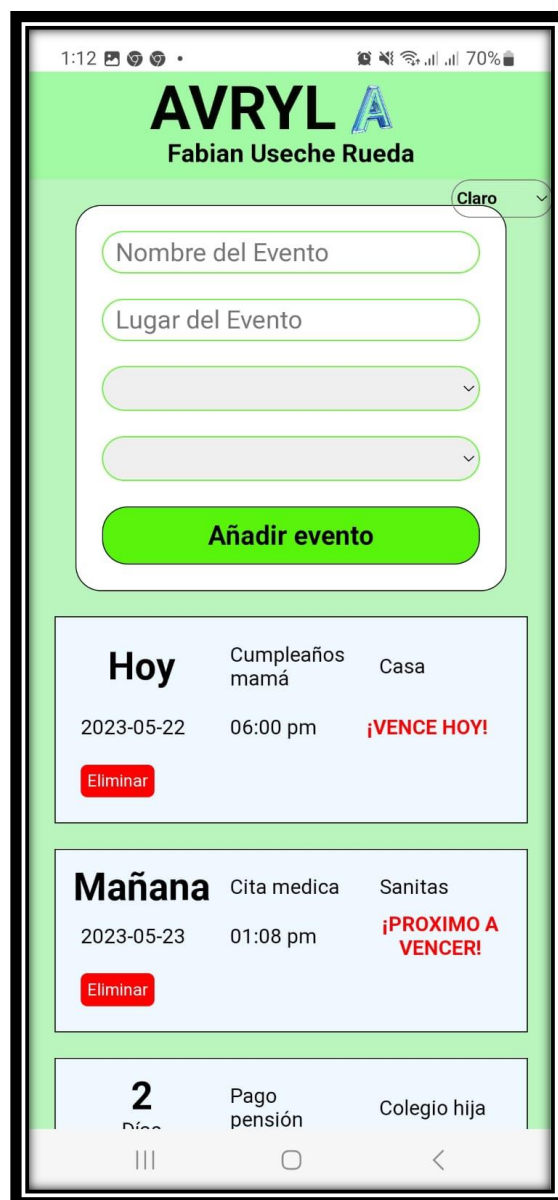 1:12 70%
AVRYL A
Fabian Useche Rueda
Claro
Nombre del Evento
Lugar del Evento
Añadir evento
Hoy
Cumpleaños
mamá
Casa
2023-05-22 06:00 pm ¡VENCE HOY!
Eliminar
Mañana Cita medica Sanitas
2023-05-23 01:08 pm
¡PROXIMO A
VENCER!
Eliminar
2
Días
Pago
pensión
Colegio hija